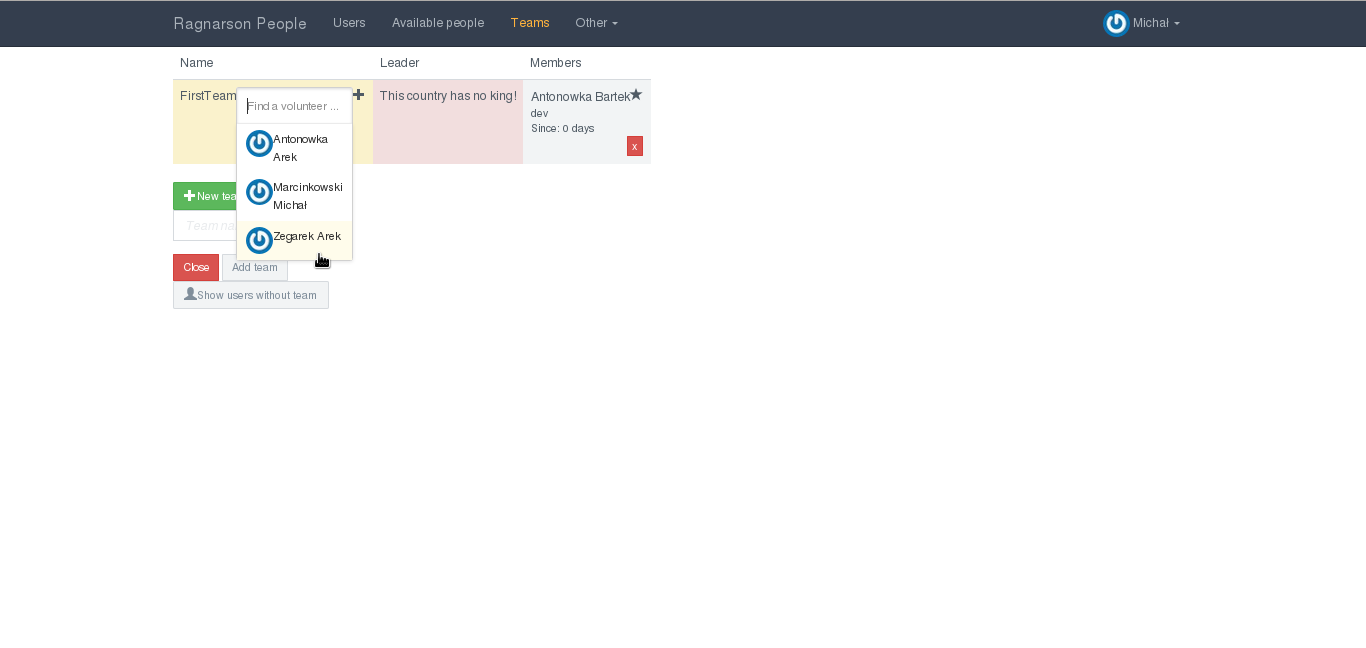 Ragnarson People Users Available people Teams Other Michał
Name Leader Members
FirstTeam This country has no king! Antonowka Bartek
dev
Since: 0 days
x
Find a volunteer ...
Antonowka
Arek
Marcinkowski
Michał
Zegarek Arek
New tea
Team na
Close Add team
Show users without team